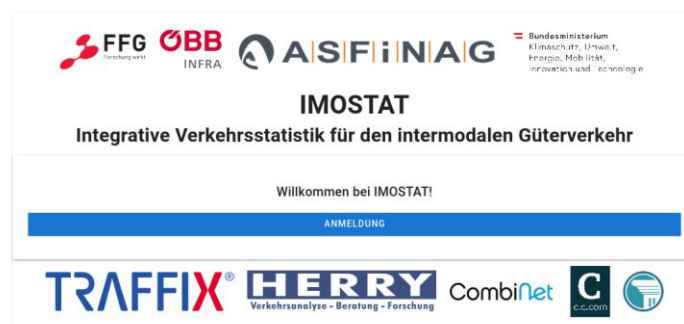 FFG
Forschung wirkt
ÖBB
INFRA
ASFiNAG
Bundesministerium
Klimaschutz, Umwelt,
Energie, Mobilität,
Innovation und Technologie
IMOSTAT
Integrative Verkehrsstatistik für den intermodalen Güterverkehr
Willkommen bei IMOSTAT!
ANMELDUNG
TRAFFIX®
HERRY
Verkehrsanalyse - Beratung - Forschung
CombiNet
C.
c.com